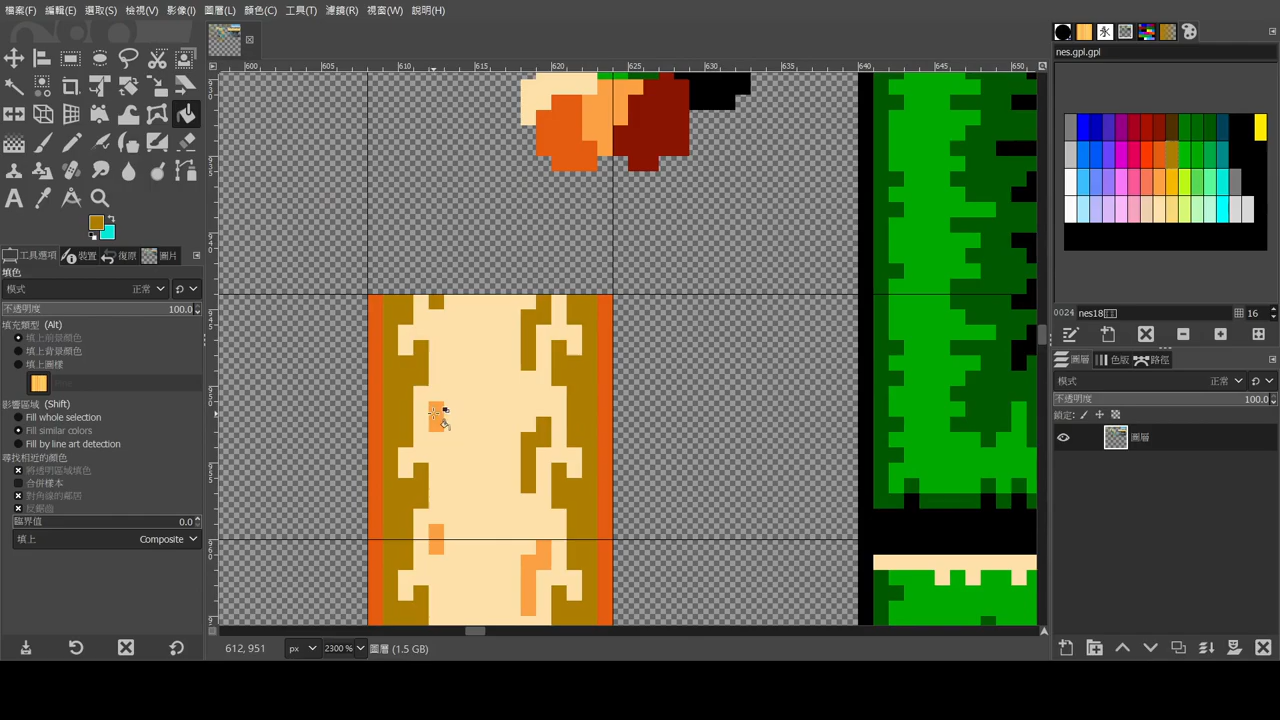 檔案(F) 編輯(E) 選取(S) 檢視(V) 影像(I) 圖層(L) 顏色(C) 工具(T) 濾鏡(R) 視窗(W) 說明(H)
600 605 610 615 620 625 630 635 640 645 650
工具選項 裝置 復原 圖片
填色
模式 正常
不透明度 100.0
填充類型 (Alt)
填上前景顏色
填上背景顏色
填上圖樣
影響區域 (Shift)
Fill whole selection
Fill similar colors
Fill by line art detection
尋找相近的顏色
將透明區域填色
合併樣本
對角線的鄰居
反鋸齒
臨界值 0.0
填上 Composite
612, 951 px 2300 % 圖層 (1.5 GB)
nes.gpl.gpl
0024 nes18 16
圖層 色版 路徑
模式 正常
不透明度 100.0
鎖定:
圖層